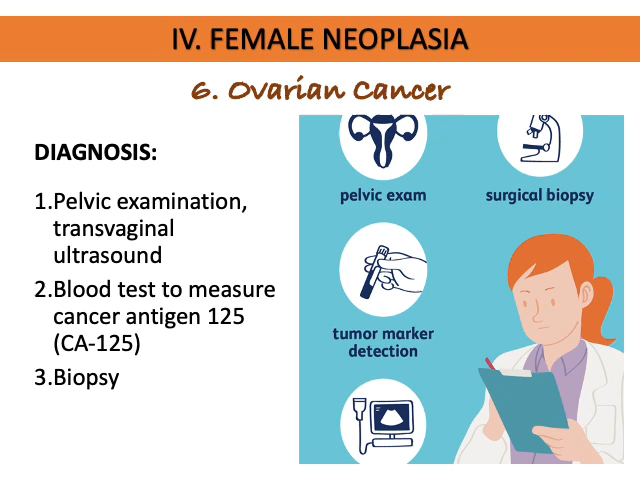 IV. FEMALE NEOPLASIA
6. Ovarian Cancer
DIAGNOSIS:
1.Pelvic examination,
transvaginal
ultrasound
2.Blood test to measure
cancer antigen 125
(CA-125)
3.Biopsy
pelvic exam
surgical biopsy
tumor marker
detection